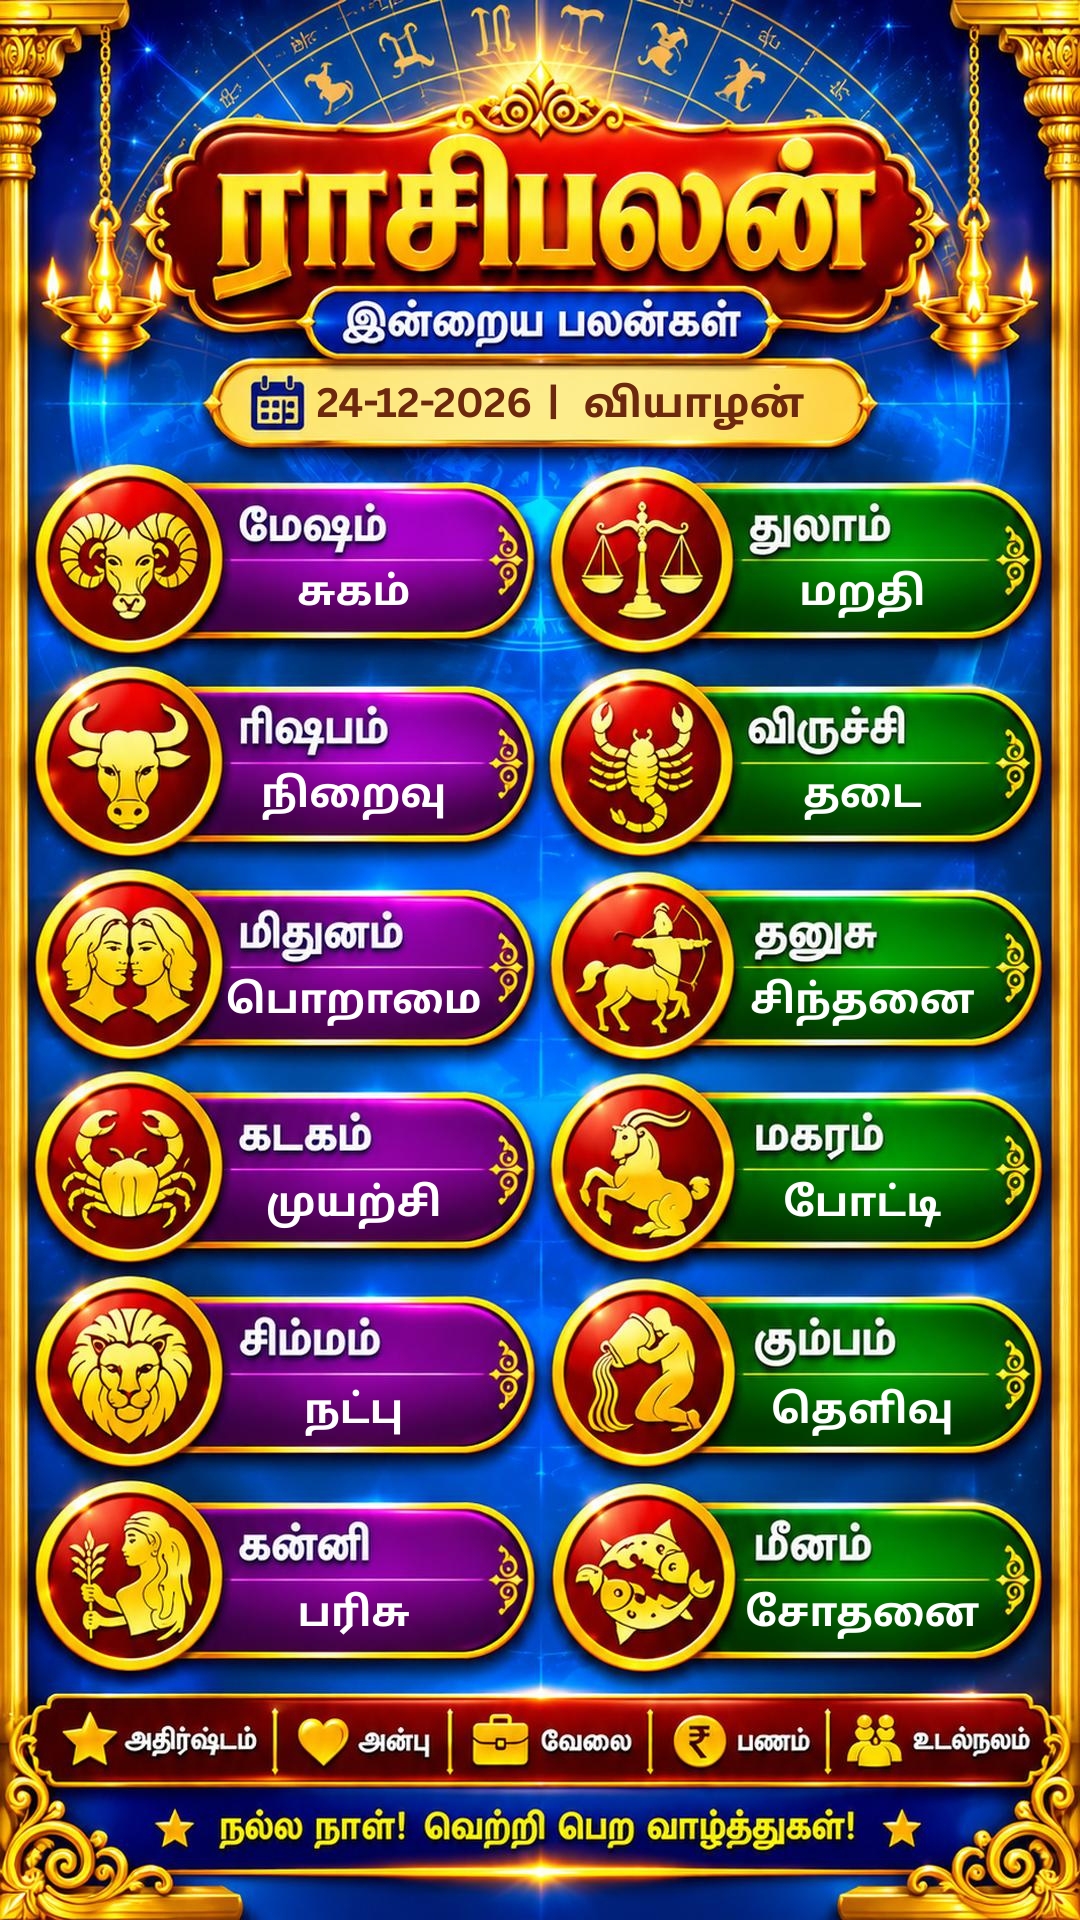 ராசிபலன்
இன்றைய பலன்கள்
24-12-2026 | வியாழன்
மேஷம்
சுகம்
துலாம்
மறதி
ரிஷபம்
நிறைவு
விருச்சி
தடை
மிதுனம்
பொறாமை
தனுசு
சிந்தனை
கடகம்
முயற்சி
மகரம்
போட்டி
சிம்மம்
நட்பு
கும்பம்
தெளிவு
கன்னி
பரிசு
மீனம்
சோதனை
அதிர்ஷ்டம் அன்பு வேலை ₹ பணம் உடல்நலம்
நல்ல நாள்! வெற்றி பெற வாழ்த்துகள்!